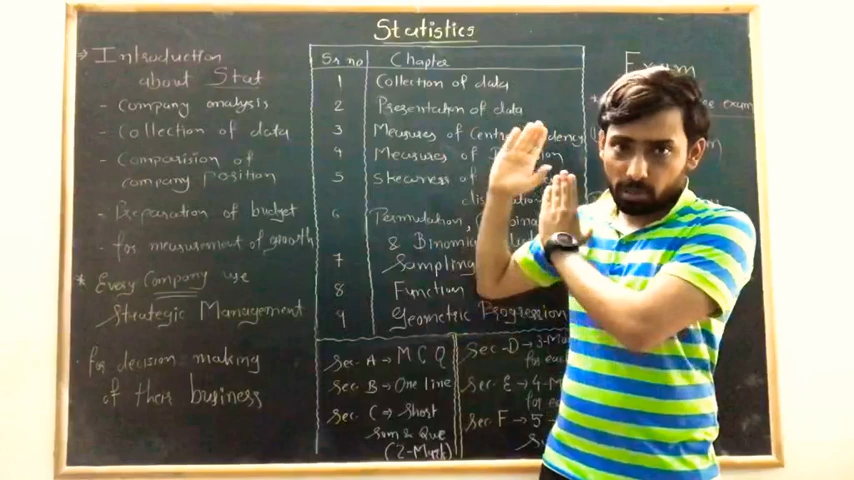 Statistics
⇒ Introduction
about Stat
- Company analysis
- Collection of data
- Comparision of
company position
- Preparation of budget
- for measurement of growth
* Every Company use
Strategic Management
for decision making
of their business
Sr no Chapter
1 Collection of data
2 Presentation of data
3 Measures of
4 Measures of
5 Skewness of
6 Permutation,
& Binomia
7 Sampling
8 Function
9 Geometric Progression
Sec. A → MCQ
Sec. B → One line
Sec. C ⇒ Short
Sum & Que
(2-Mark)
Sec-D → 3-
for
Sec. E → 4-M
for
Sec. F → 5
Exam
exam